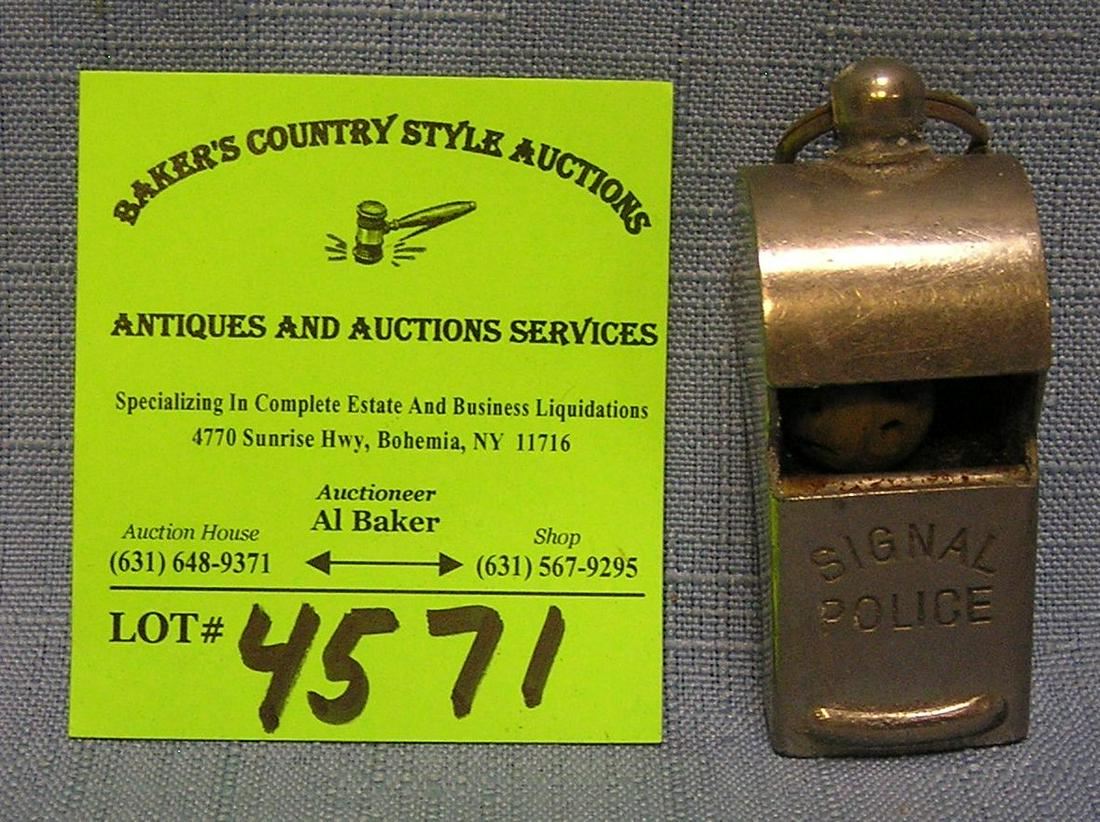 BAKER'S COUNTRY STYLE AUCTIONS
ANTIQUES AND AUCTIONS SERVICES
Specializing In Complete Estate And Business Liquidations
4770 Sunrise Hwy, Bohemia, NY 11716
Auctioneer
Al Baker
Auction House
(631) 648-9371
Shop
(631) 567-9295
LOT# 4571
SIGNAL
POLICE